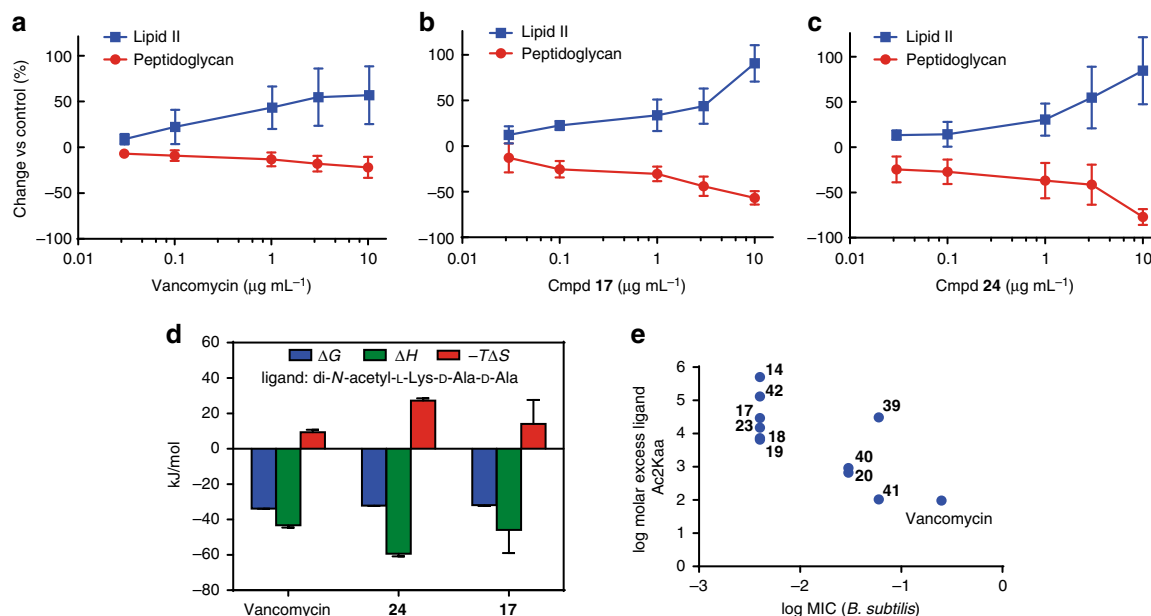 a
Lipid II
Peptidoglycan
Change vs control (%)
100
50
0
−50
−100
0.01
0.1
1
10
Vancomycin (μg mL−1)
b
Lipid II
Peptidoglycan
100
50
0
−50
−100
0.01
0.1
1
10
Cmpd 17 (μg mL−1)
c
Lipid II
Peptidoglycan
100
50
0
−50
−100
0.01
0.1
1
10
Cmpd 24 (μg mL−1)
d
ΔG ΔH −TΔS
ligand: di-N-acetyl-L-Lys-D-Ala-D-Ala
kJ/mol
60
40
20
0
−20
−40
−60
−80
Vancomycin
24
17
e
log molar excess ligand
Ac2Kaa
6
5
4
3
2
1
0
14
42
17
23
18
19
39
40
20
41
Vancomycin
−3
−2
−1
0
log MIC (B. subtilis)